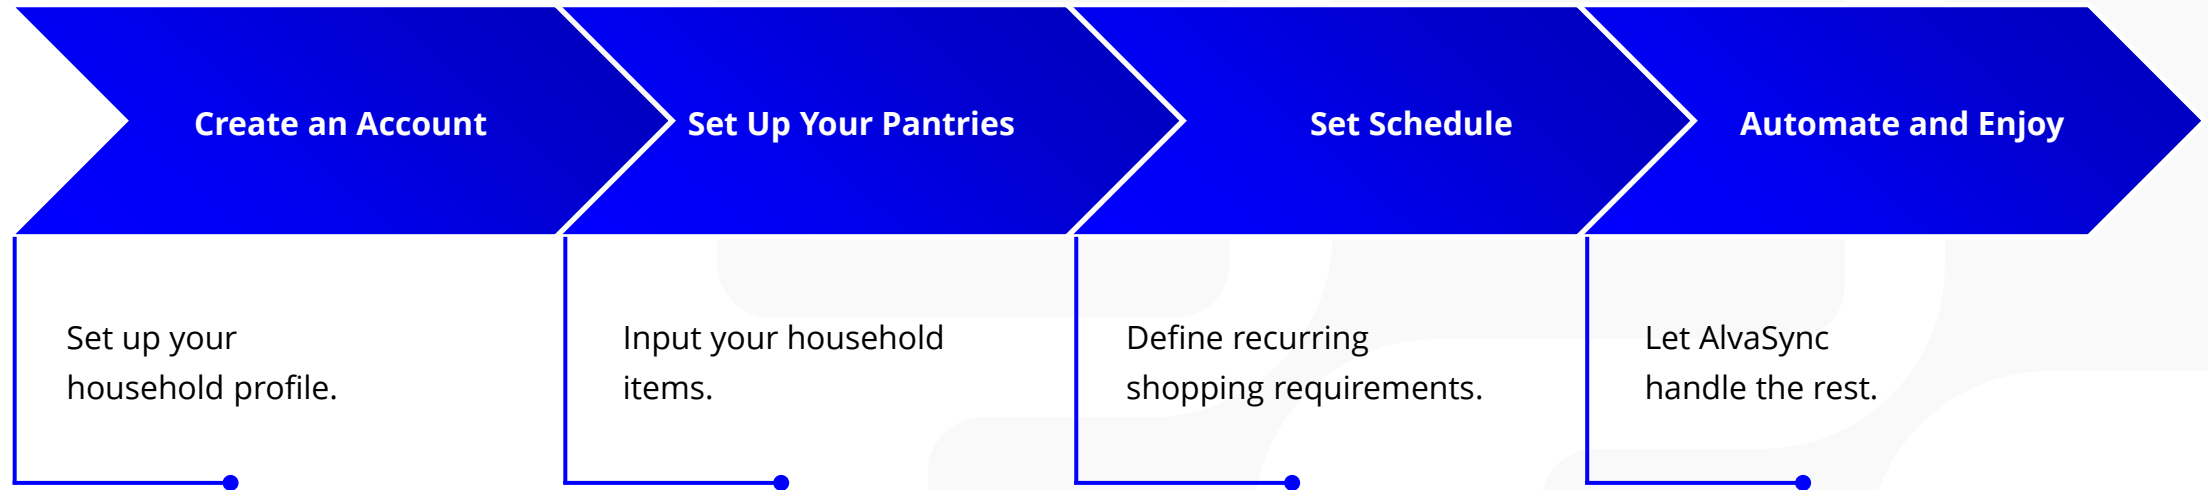 Create an Account
Set Up Your Pantries
Set Schedule
Automate and Enjoy
Set up your
household profile.
Input your household
items.
Define recurring
shopping requirements.
Let AlvaSync
handle the rest.